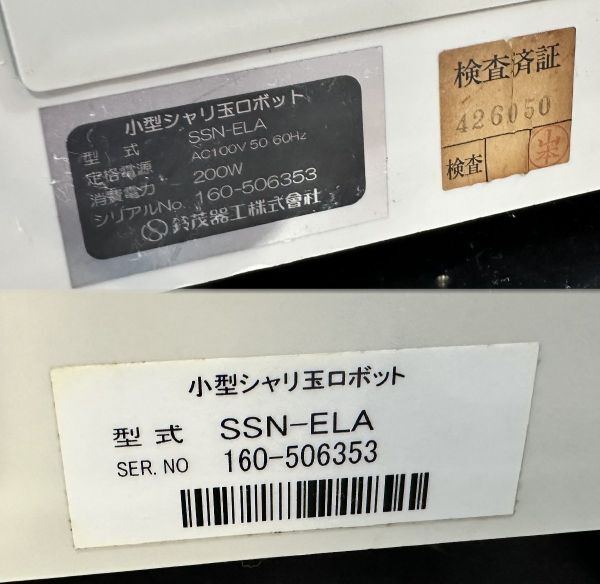 小型シャリ玉ロボット
型 式 SSN-ELA
定格電源 AC100V 50 60Hz
消費電力 200W
シリアルNo. 160-506353
鈴茂器工株式會社
検査済証
426050
検査
山本
小型シャリ玉ロボット
型 式 SSN-ELA
SER. NO 160-506353